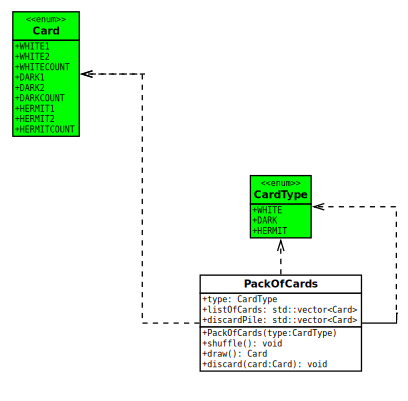 <<enum>>
Card
+WHITE1
+WHITE2
+WHITECOUNT
+DARK1
+DARK2
+DARKCOUNT
+HERMIT1
+HERMIT2
+HERMITCOUNT
<<enum>>
CardType
+WHITE
+DARK
+HERMIT
PackOfCards
+type: CardType
+listOfCards: std::vector<Card>
+discardPile: std::vector<Card>
+PackOfCards(type:CardType)
+shuffle(): void
+draw(): Card
+discard(card:Card): void